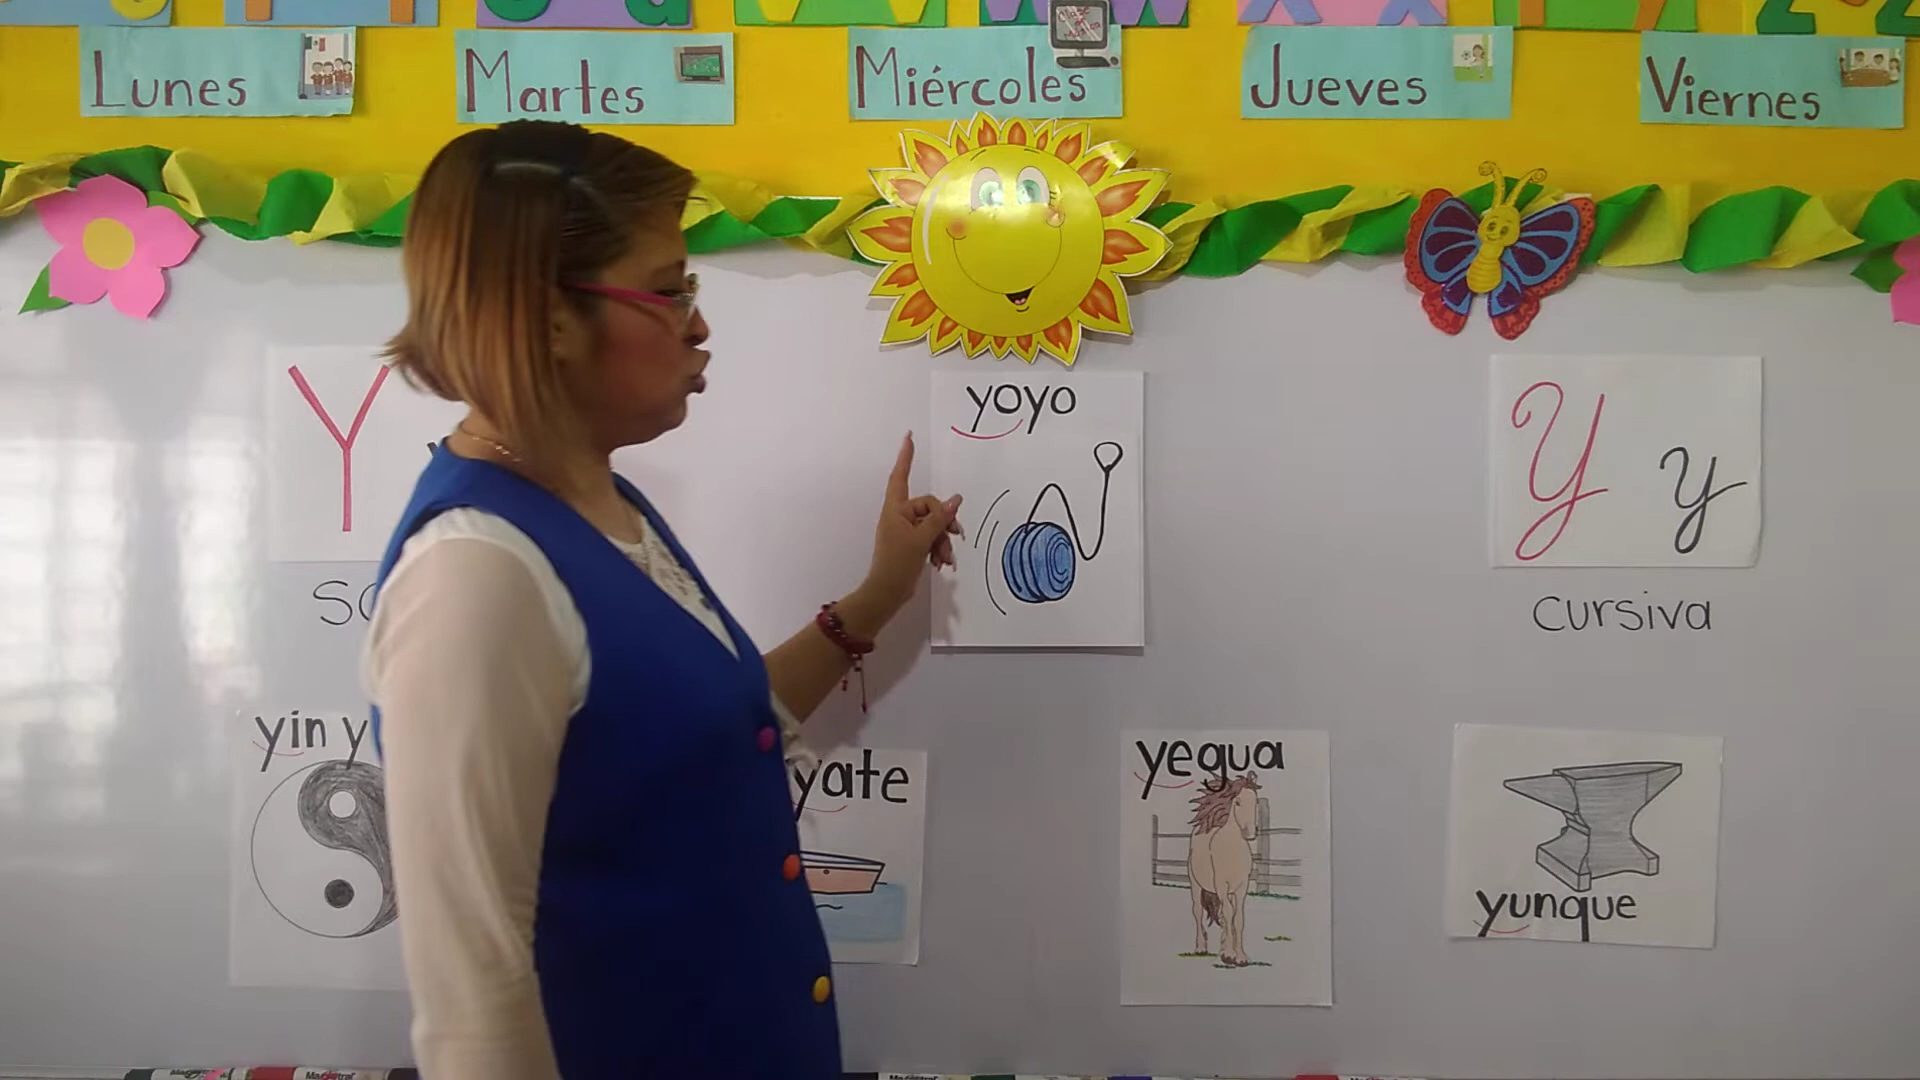 Lunes
Martes
Miércoles
Jueves
Viernes
Y
yoyo
Y y
cursiva
yin y
yate
yegua
yunque